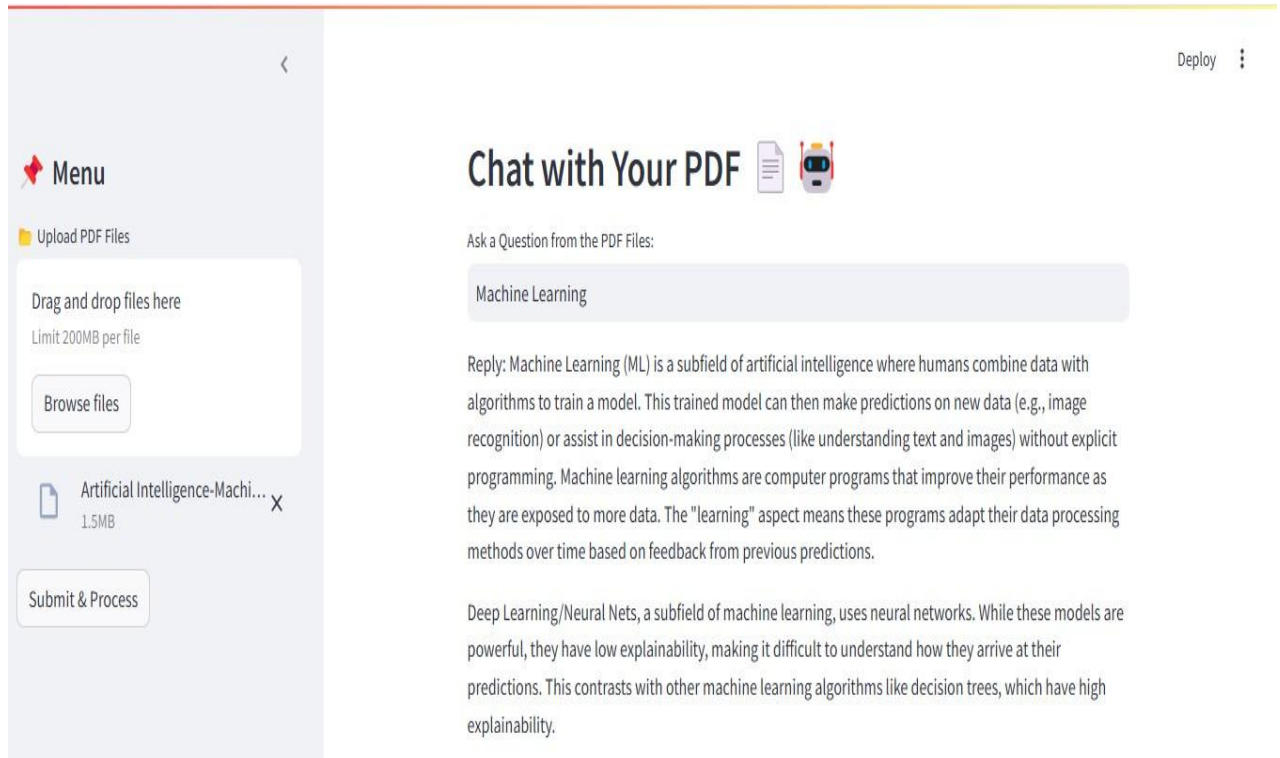 Deploy
Menu
Upload PDF Files
Drag and drop files here
Limit 200MB per file
Browse files
Artificial Intelligence-Machi...
1.5MB
Submit & Process
Chat with Your PDF
Ask a Question from the PDF Files:
Machine Learning
Reply: Machine Learning (ML) is a subfield of artificial intelligence where humans combine data with
algorithms to train a model. This trained model can then make predictions on new data (e.g., image
recognition) or assist in decision-making processes (like understanding text and images) without explicit
programming. Machine learning algorithms are computer programs that improve their performance as
they are exposed to more data. The "learning" aspect means these programs adapt their data processing
methods over time based on feedback from previous predictions.
Deep Learning/Neural Nets, a subfield of machine learning, uses neural networks. While these models are
powerful, they have low explainability, making it difficult to understand how they arrive at their
predictions. This contrasts with other machine learning algorithms like decision trees, which have high
explainability.